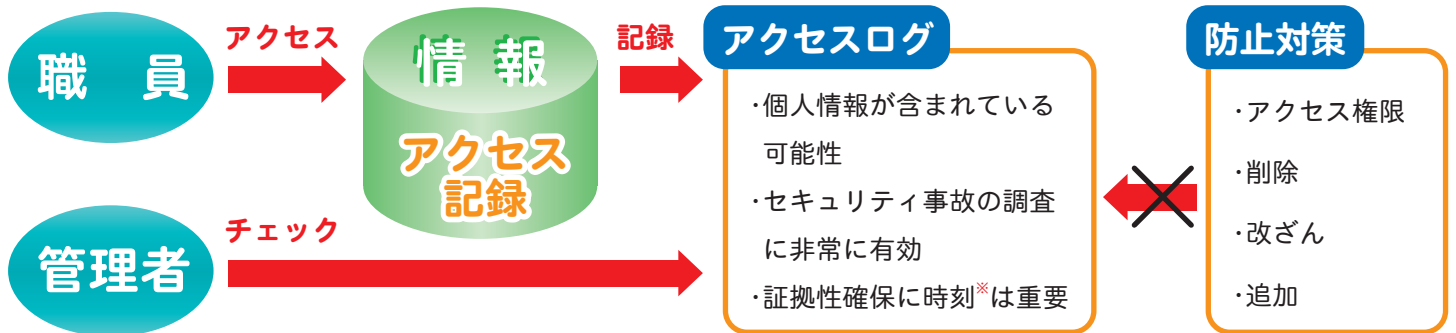 職 員
アクセス
情 報
アクセス
記録
記録
管理者
チェック
アクセスログ
・個人情報が含まれている
可能性
・セキュリティ事故の調査
に非常に有効
・証拠性確保に時刻※は重要
防止対策
・アクセス権限
・削除
・改ざん
・追加